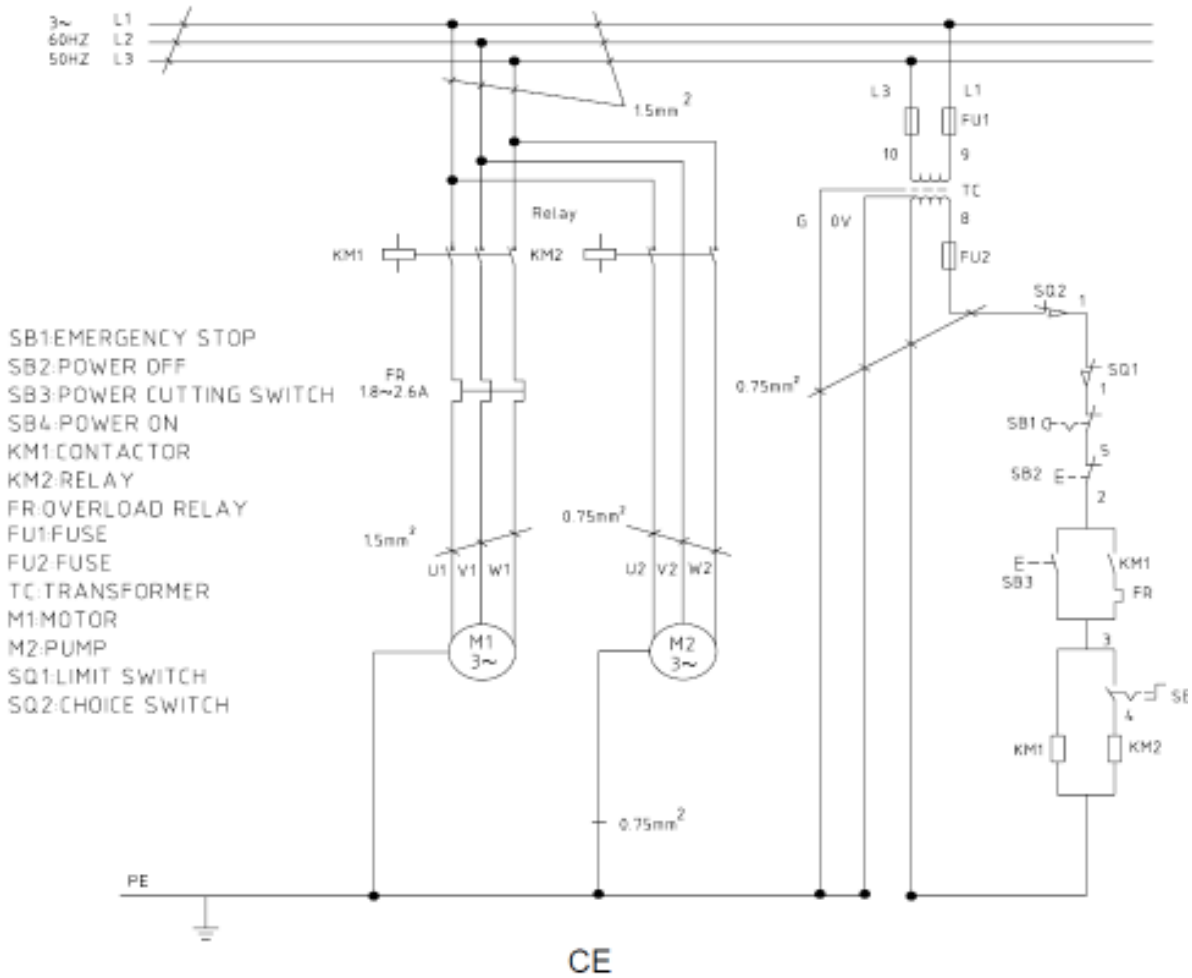 3~ L1
60HZ L2
50HZ L3
1.5mm²
L3 L1
FU1
10 9
TC
G 0V 8
Relay
KM1 KM2
FU2
SQ2 1
SB1:EMERGENCY STOP
SB2:POWER OFF
SB3:POWER CUTTING SWITCH
SB4:POWER ON
KM1:CONTACTOR
KM2:RELAY
FR:OVERLOAD RELAY
FU1:FUSE
FU2:FUSE
TC:TRANSFORMER
M1:MOTOR
M2:PUMP
SQ1:LIMIT SWITCH
SQ2:CHOICE SWITCH
FR
1.8~2.6A
0.75mm²
SQ1
1
SB1
5
SB2
2
1.5mm²
0.75mm²
U1 V1 W1
U2 V2 W2
SB3
KM1
FR
3
M1
3~
M2
3~
SB
4
KM1
KM2
0.75mm²
PE
CE